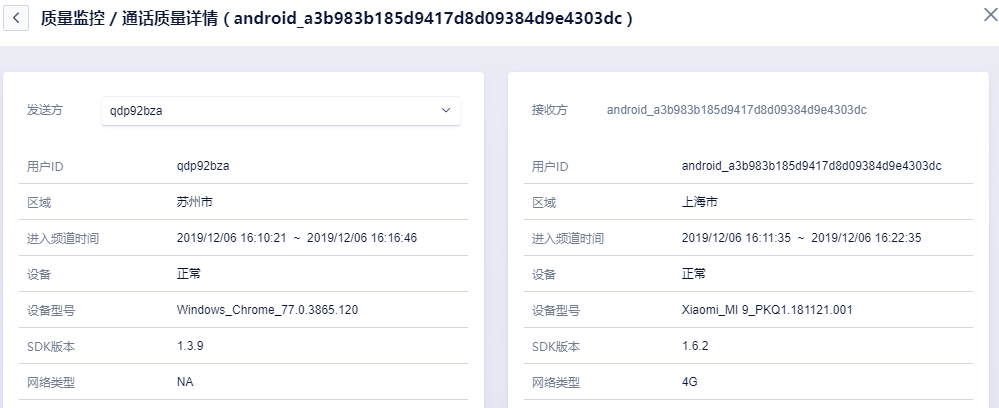 质量监控 / 通话质量详情 ( android_a3b983b185d9417d8d09384d9e4303dc )
发送方
qdp92bza
用户ID qdp92bza
区域 苏州市
进入频道时间 2019/12/06 16:10:21 ~ 2019/12/06 16:16:46
设备 正常
设备型号 Windows_Chrome_77.0.3865.120
SDK版本 1.3.9
网络类型 NA
接收方 android_a3b983b185d9417d8d09384d9e4303dc
用户ID android_a3b983b185d9417d8d09384d9e4303dc
区域 上海市
进入频道时间 2019/12/06 16:11:35 ~ 2019/12/06 16:22:35
设备 正常
设备型号 Xiaomi_MI 9_PKQ1.181121.001
SDK版本 1.6.2
网络类型 4G